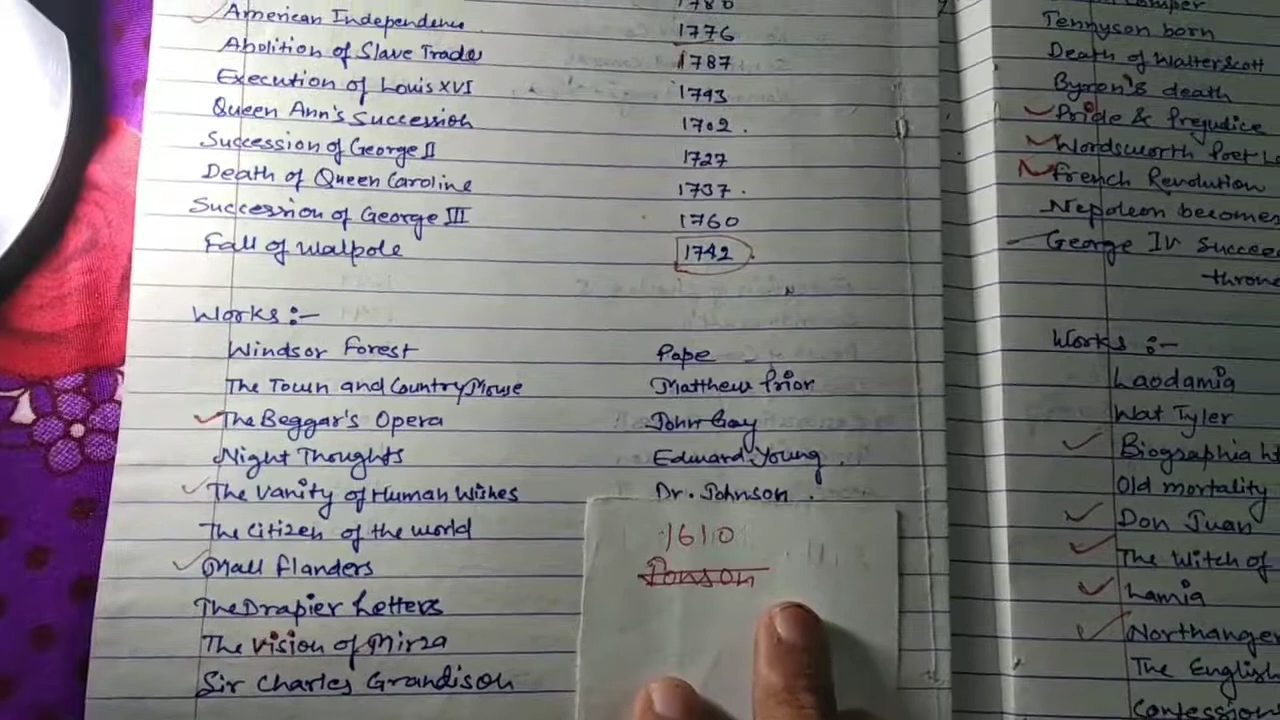 1780
American Independence 1776
Abolition of Slave Trade 1787
Execution of Louis XVI 1793
Queen Ann's Succession 1702.
Succession of George II 1727
Death of Queen Caroline 1737.
Succession of George III 1760
Fall of Walpole 1742
Works :-
Windsor Forest Pope
The Town and Country Mouse Matthew Prior
The Beggar's Opera John Gay
Night Thoughts Edward Young.
The Vanity of Human Wishes Dr. Johnson.
The Citizen of the world
Moll Flanders
The Drapier Letters
The Vision of Mirza
Sir Charles Grandison
1610
Jonson
Tennyson born
Death of Walter Scott
Byron's death
Pride & Prejudice
Wordsworth Poet
French Revolution
Nepoleon becomes
George IV Succee
throne
Works :-
Laodamia
Wat Tyler
Biographia
Old mortality
Don Juan
The Witch of
Lamia
Northanger
The English
Confession